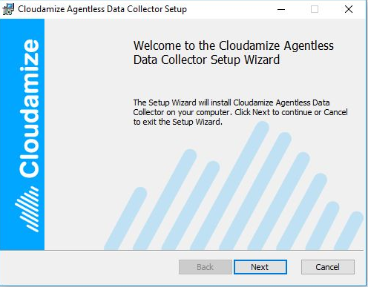 Cloudamize Agentless Data Collector Setup
Cloudamize
Welcome to the Cloudamize Agentless
Data Collector Setup Wizard
The Setup Wizard will install Cloudamize Agentless Data
Collector on your computer. Click Next to continue or Cancel
to exit the Setup Wizard.
Back
Next
Cancel